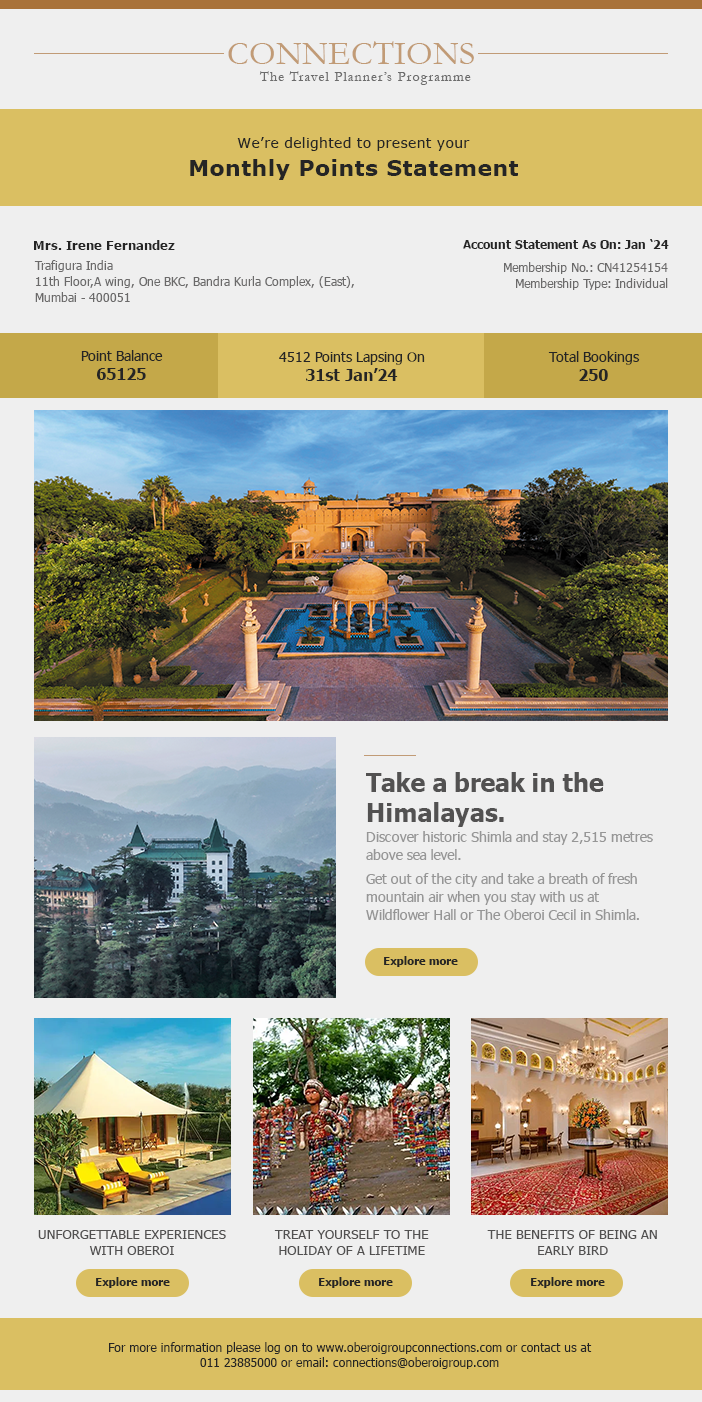 CONNECTIONS
The Travel Planner's Programme
We're delighted to present your
Monthly Points Statement
Mrs. Irene Fernandez
Trafigura India
11th Floor,A wing, One BKC, Bandra Kurla Complex, (East),
Mumbai - 400051
Account Statement As On: Jan `24
Membership No.: CN41254154
Membership Type: Individual
Point Balance
65125
4512 Points Lapsing On
31st Jan’24
Total Bookings
250
Take a break in the
Himalayas.
Discover historic Shimla and stay 2,515 metres
above sea level.
Get out of the city and take a breath of fresh
mountain air when you stay with us at
Wildflower Hall or The Oberoi Cecil in Shimla.
Explore more
UNFORGETTABLE EXPERIENCES
WITH OBEROI
Explore more
TREAT YOURSELF TO THE
HOLIDAY OF A LIFETIME
Explore more
THE BENEFITS OF BEING AN
EARLY BIRD
Explore more
For more information please log on to www.oberoigroupconnections.com or contact us at
011 23885000 or email: connections@oberoigroup.com